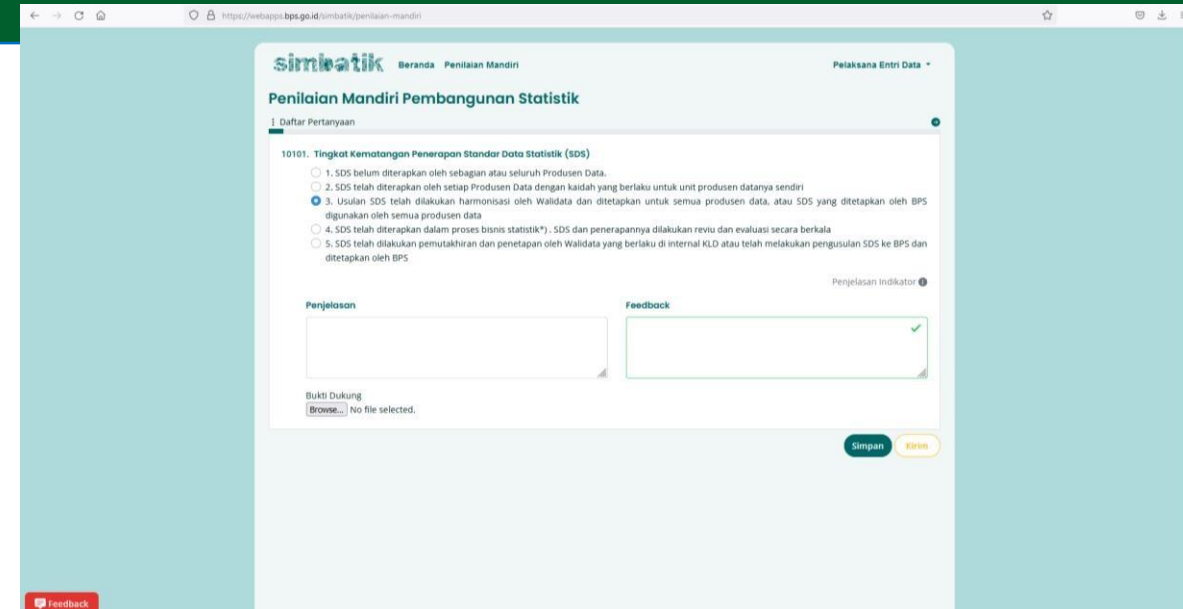 https://webapps.bps.go.id/simbatik/penilaian-mandiri
simbatik Beranda Penilaian Mandiri Pelaksana Entri Data
Penilaian Mandiri Pembangunan Statistik
Daftar Pertanyaan
10101. Tingkat Kematangan Penerapan Standar Data Statistik (SDS)
1. SDS belum diterapkan oleh sebagian atau seluruh Produsen Data.
2. SDS telah diterapkan oleh setiap Produsen Data dengan kaidah yang berlaku untuk unit produsen datanya sendiri
3. Usulan SDS telah dilakukan harmonisasi oleh Walidata dan ditetapkan untuk semua produsen data, atau SDS yang ditetapkan oleh BPS
digunakan oleh semua produsen data
4. SDS telah diterapkan dalam proses bisnis statistik*) . SDS dan penerapannya dilakukan reviu dan evaluasi secara berkala
5. SDS telah dilakukan pemutakhiran dan penetapan oleh Walidata yang berlaku di internal KLD atau telah melakukan pengusulan SDS ke BPS dan
ditetapkan oleh BPS
Penjelasan Indikator
Penjelasan Feedback
Bukti Dukung
Browse... No file selected.
Simpan Kirim
Feedback